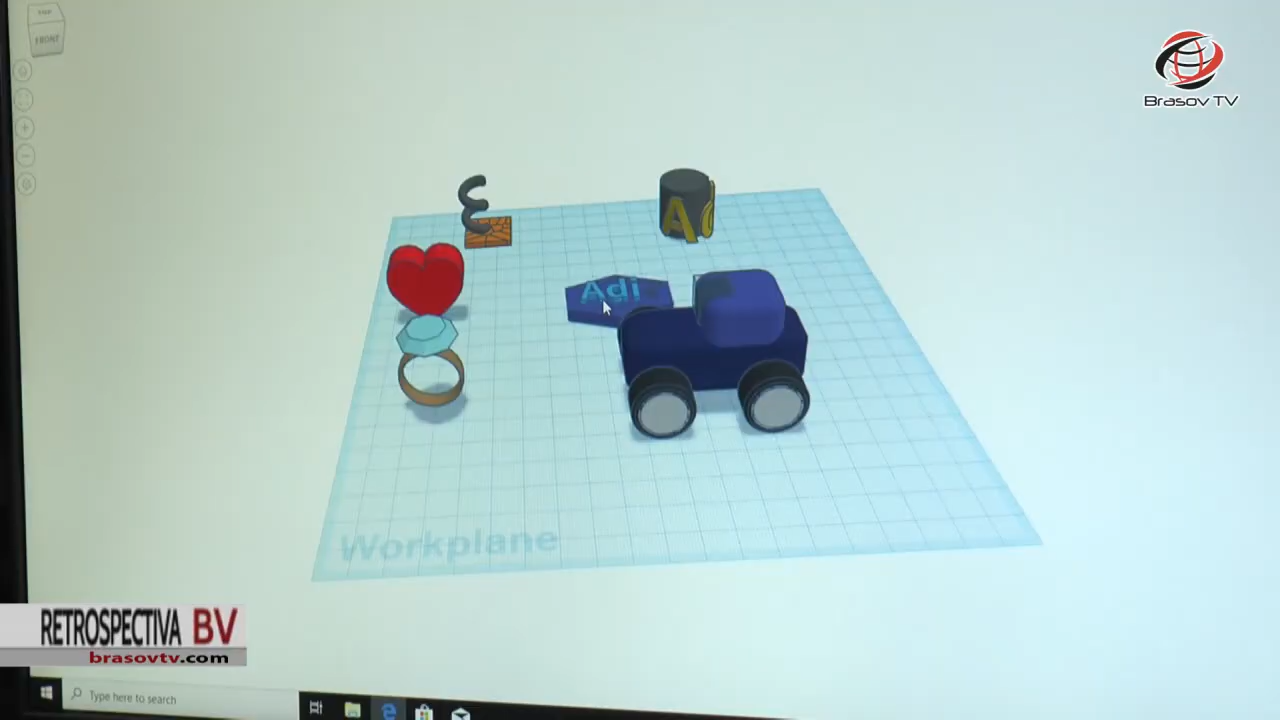 FRONT
Brasov TV
Adi
Workplane
RETROSPECTIVA BV
brasovtv.com
Type here to search